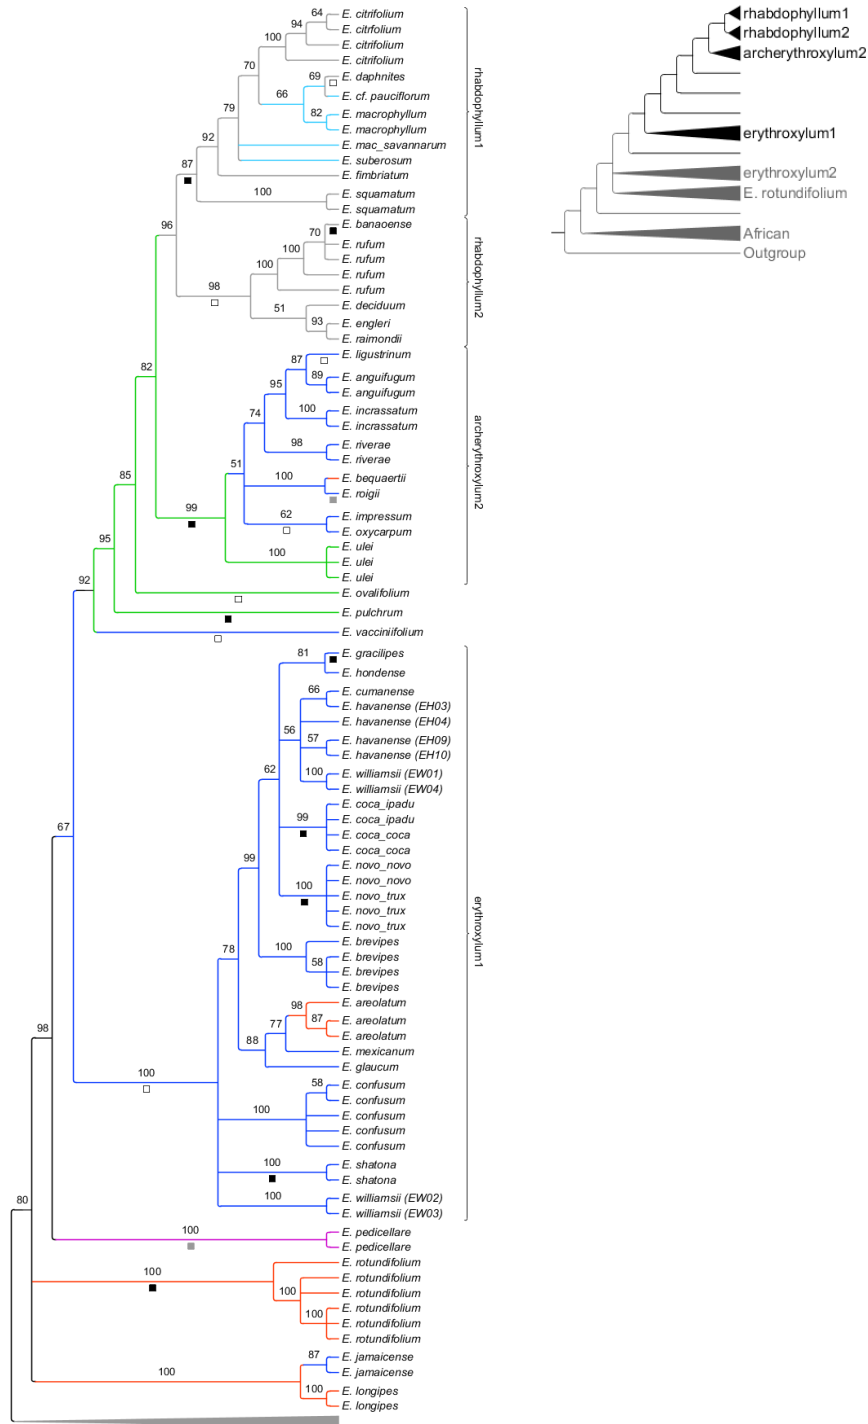 64
E. citrifolium
94
E. citrfolium
100
E. citrifolium
E. citrifolium
70
69
E. daphnites
66
E. cf. pauciflorum
82
E. macrophyllum
79
E. macrophyllum
E. mac_savannarum
92
E. suberosum
87
E. fimbriatum
100
E. squamatum
E. squamatum
rhabdophyllum1
96
70
E. banaoense
100
E. rufum
100
E. rufum
E. rufum
98
E. rufum
51
E. deciduum
93
E. engleri
E. raimondii
rhabdophyllum2
82
87
E. ligustrinum
95
89
E. anguifugum
E. anguifugum
74
100
E. incrassatum
E. incrassatum
98
E. riverae
E. riverae
51
100
E. bequaertii
E. roigii
85
62
E. impressum
99
E. oxycarpum
100
E. ulei
E. ulei
E. ulei
archerythroxylum2
95
E. ovalifolium
92
E. pulchrum
E. vacciniifolium
81
E. gracilipes
E. hondense
66
E. cumanense
E. havanense (EH03)
56
E. havanense (EH04)
57
E. havanense (EH09)
E. havanense (EH10)
62
100
E. williamsii (EW01)
E. williamsii (EW04)
99
E. coca_ipadu
E. coca_ipadu
E. coca_coca
E. coca_coca
67
99
100
E. novo_novo
E. novo_novo
E. novo_trux
E. novo_trux
E. novo_trux
78
100
E. brevipes
58
E. brevipes
E. brevipes
E. brevipes
98
E. areolatum
77
87
E. areolatum
E. areolatum
88
E. mexicanum
E. glaucum
98
100
58
E. confusum
E. confusum
100
E. confusum
E. confusum
E. confusum
100
E. shatona
E. shatona
100
E. williamsii (EW02)
E. williamsii (EW03)
erythroxylum1
80
100
E. pedicellare
E. pedicellare
100
E. rotundifolium
100
E. rotundifolium
E. rotundifolium
100
E. rotundifolium
E. rotundifolium
E. rotundifolium
100
87
E. jamaicense
E. jamaicense
100
E. longipes
E. longipes
rhabdophyllum1
rhabdophyllum2
archerythroxylum2
erythroxylum1
erythroxylum2
E. rotundifolium
African
Outgroup